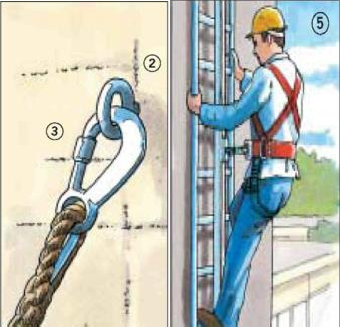 ②
③
⑤